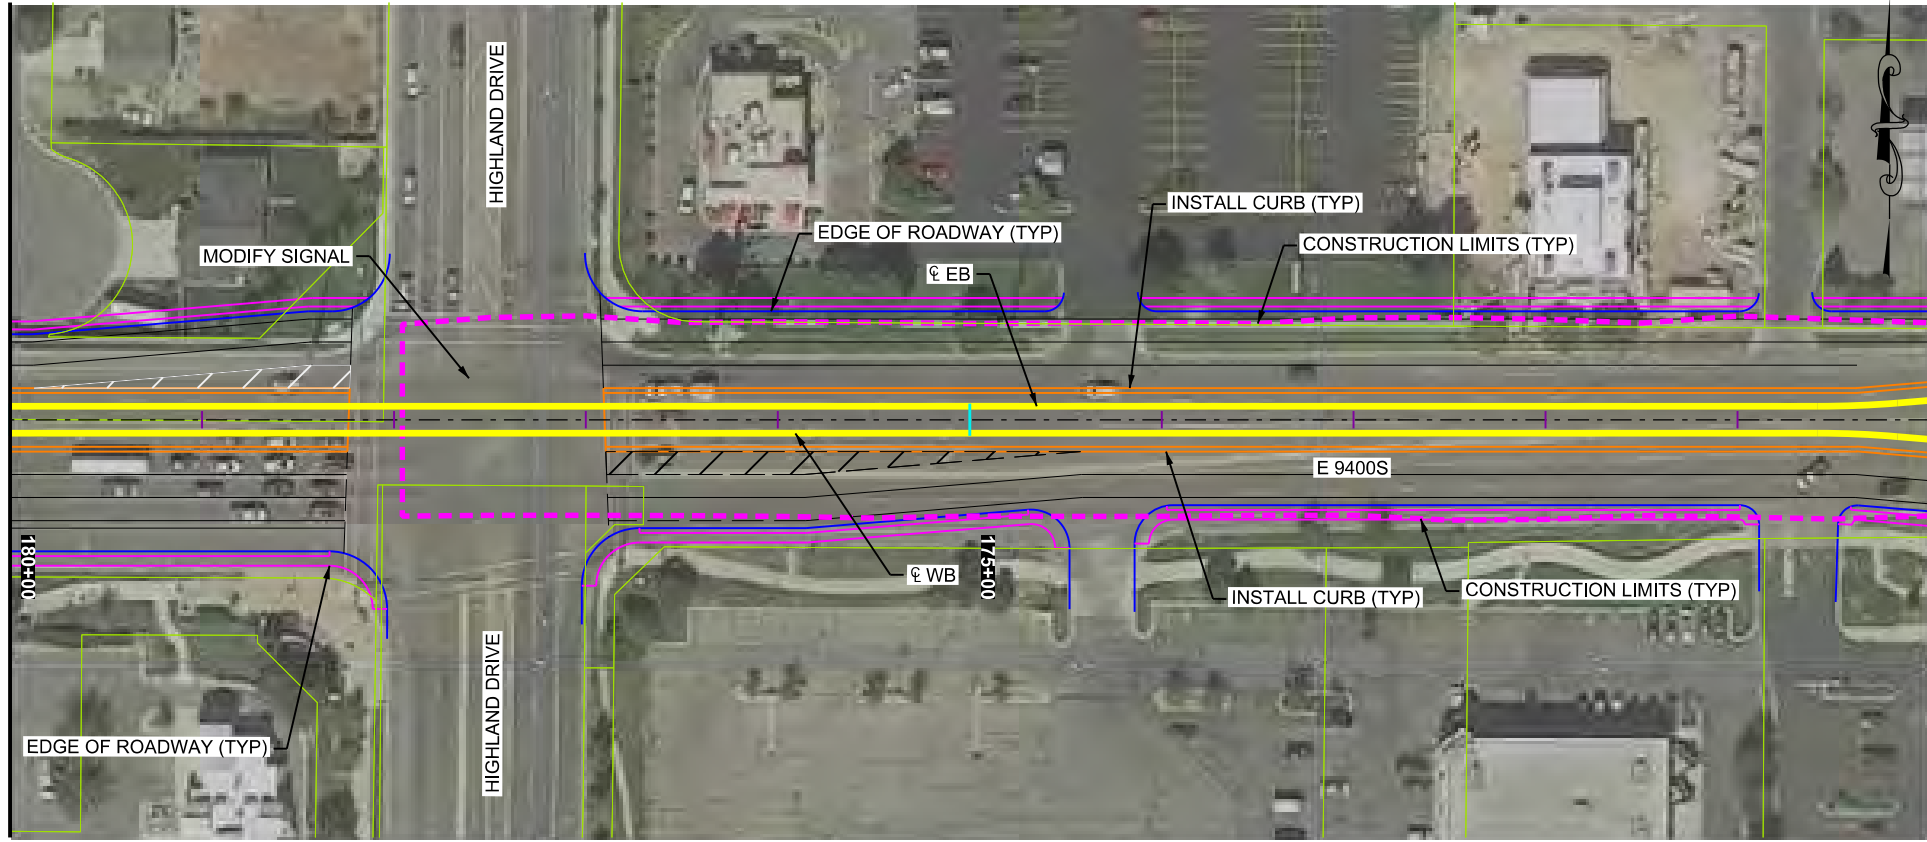 HIGHLAND DRIVE
INSTALL CURB (TYP)
EDGE OF ROADWAY (TYP)
CONSTRUCTION LIMITS (TYP)
MODIFY SIGNAL
℄ EB
E 9400S
180+00
175+00
℄ WB
INSTALL CURB (TYP)
CONSTRUCTION LIMITS (TYP)
HIGHLAND DRIVE
EDGE OF ROADWAY (TYP)